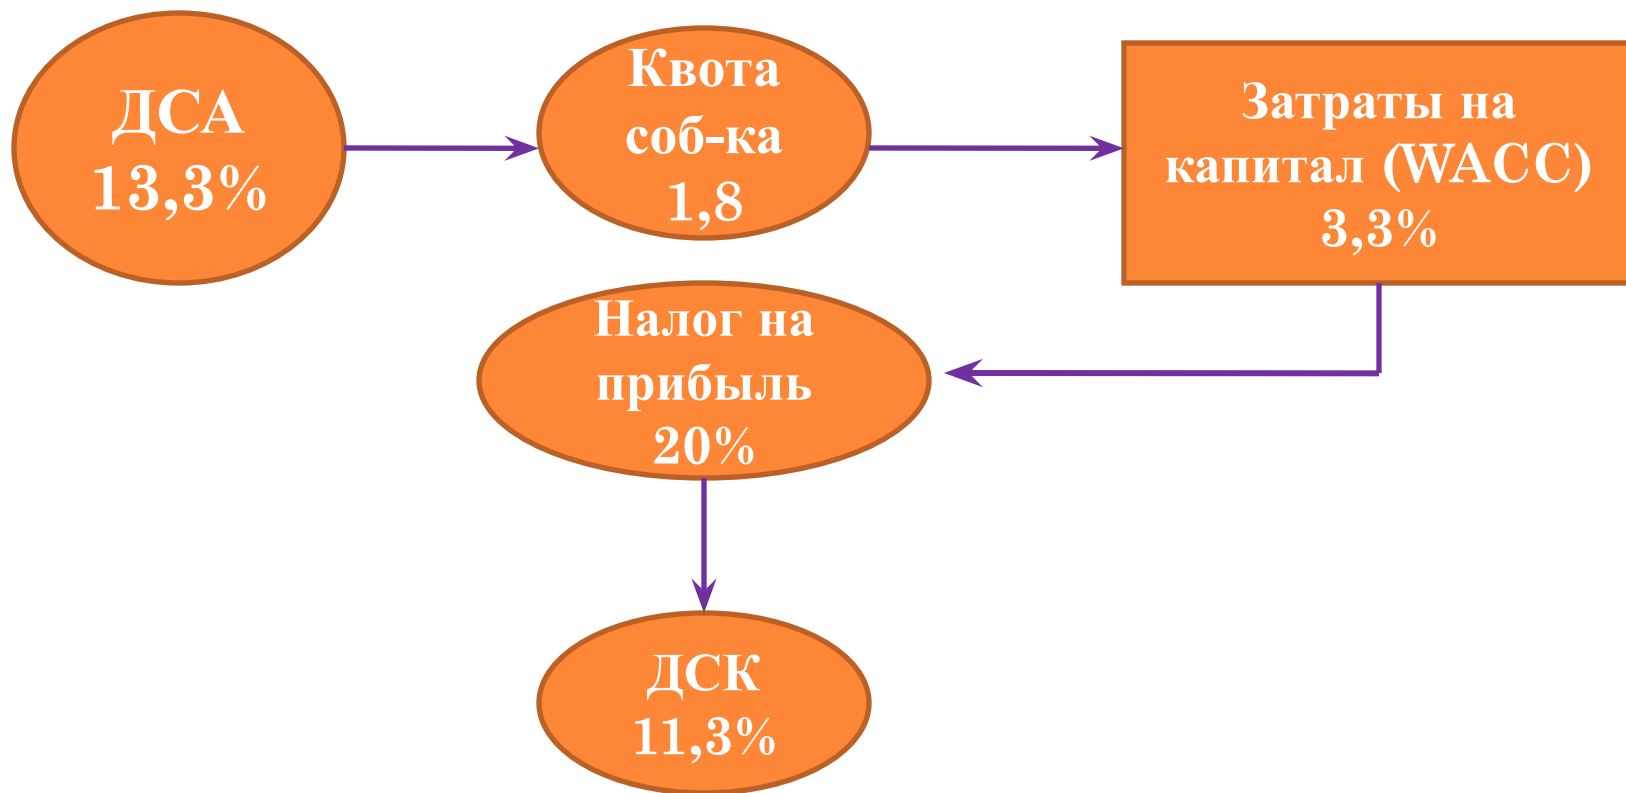 ДСА
13,3%
Квота
соб-ка
1,8
Затраты на
капитал (WACC)
3,3%
Налог на
прибыль
20%
ДСК
11,3%